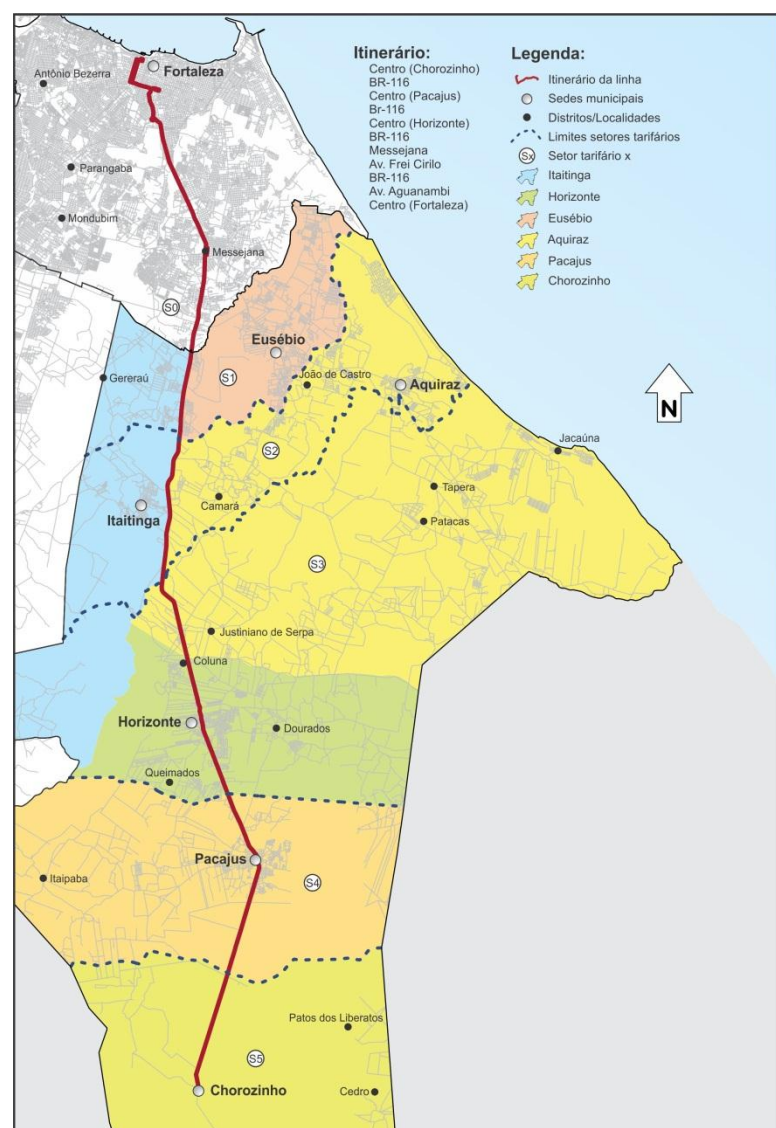 Itinerário:
Centro (Chorozinho)
BR-116
Centro (Pacajus)
Br-116
Centro (Horizonte)
BR-116
Messejana
Av. Frei Cirilo
BR-116
Av. Aguanambi
Centro (Fortaleza)
Legenda:
Itinerário da linha
Sedes municipais
Distritos/Localidades
Limites setores tarifários
Sx Setor tarifário x
Itaitinga
Horizonte
Eusébio
Aquiraz
Pacajus
Chorozinho
Fortaleza
Antônio Bezerra
Parangaba
Mondubim
Messejana
S0
Eusébio
S1
Gereraú
João de Castro
Aquiraz
N
Jacaúna
S2
Tapera
Camará
Itaitinga
Patacas
S3
Justiniano de Serpa
Coluna
Horizonte
Dourados
Queimados
Pacajus
Itaipaba
S4
Patos dos Liberatos
S5
Chorozinho
Cedro